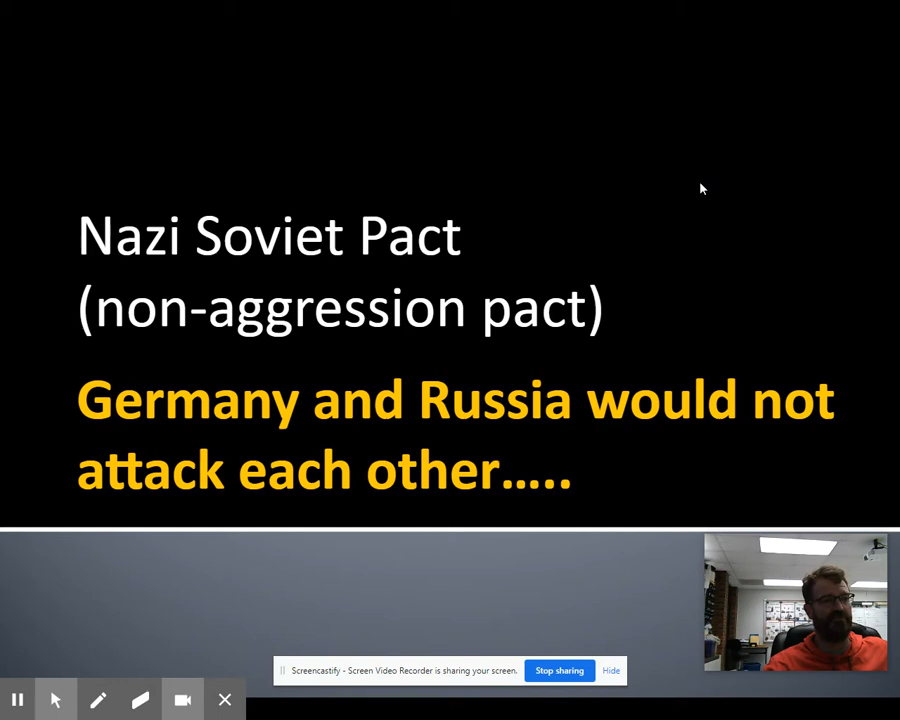 Nazi Soviet Pact
(non-aggression pact)
Germany and Russia would not
attack each other.....
Screencastify - Screen Video Recorder is sharing your screen. Stop sharing Hide